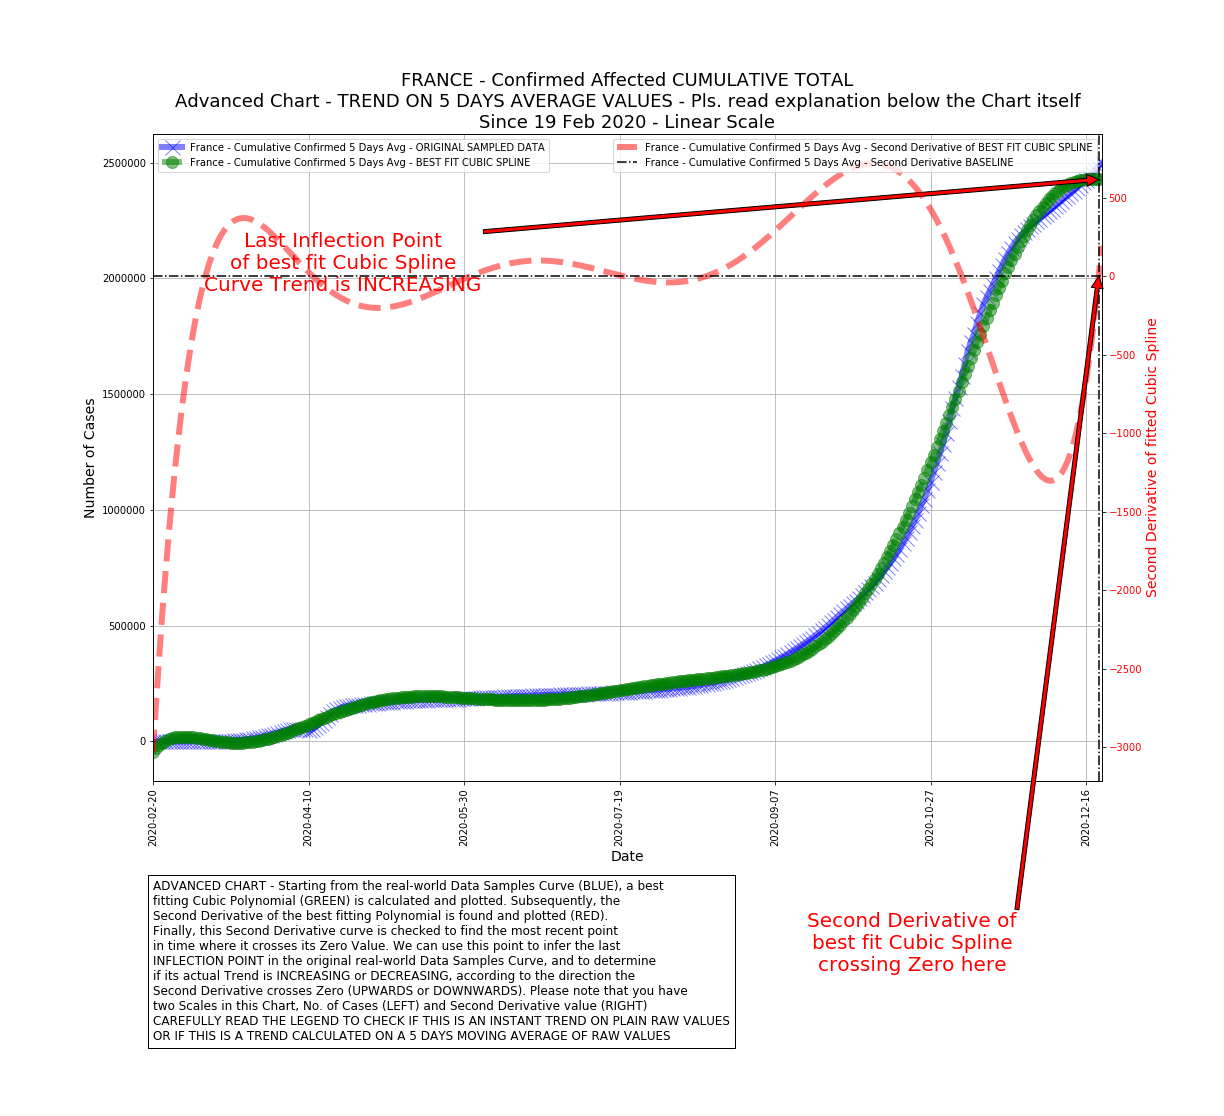 FRANCE - Confirmed Affected CUMULATIVE TOTAL
Advanced Chart - TREND ON 5 DAYS AVERAGE VALUES - Pls. read explanation below the Chart itself
Since 19 Feb 2020 - Linear Scale
France - Cumulative Confirmed 5 Days Avg - ORIGINAL SAMPLED DATA
France - Cumulative Confirmed 5 Days Avg - BEST FIT CUBIC SPLINE
France - Cumulative Confirmed 5 Days Avg - Second Derivative of BEST FIT CUBIC SPLINE
France - Cumulative Confirmed 5 Days Avg - Second Derivative BASELINE
Last Inflection Point
of best fit Cubic Spline
Curve Trend is INCREASING
Number of Cases
2500000
2000000
1500000
1000000
500000
0
500
0
−500
−1000
−1500
−2000
−2500
−3000
Second Derivative of fitted Cubic Spline
2020-02-20
2020-04-10
2020-05-30
2020-07-19
2020-09-07
2020-10-27
2020-12-16
Date
ADVANCED CHART - Starting from the real-world Data Samples Curve (BLUE), a best
fitting Cubic Polynomial (GREEN) is calculated and plotted. Subsequently, the
Second Derivative of the best fitting Polynomial is found and plotted (RED).
Finally, this Second Derivative curve is checked to find the most recent point
in time where it crosses its Zero Value. We can use this point to infer the last
INFLECTION POINT in the original real-world Data Samples Curve, and to determine
if its actual Trend is INCREASING or DECREASING, according to the direction the
Second Derivative crosses Zero (UPWARDS or DOWNWARDS). Please note that you have
two Scales in this Chart, No. of Cases (LEFT) and Second Derivative value (RIGHT)
CAREFULLY READ THE LEGEND TO CHECK IF THIS IS AN INSTANT TREND ON PLAIN RAW VALUES
OR IF THIS IS A TREND CALCULATED ON A 5 DAYS MOVING AVERAGE OF RAW VALUES
Second Derivative of
best fit Cubic Spline
crossing Zero here